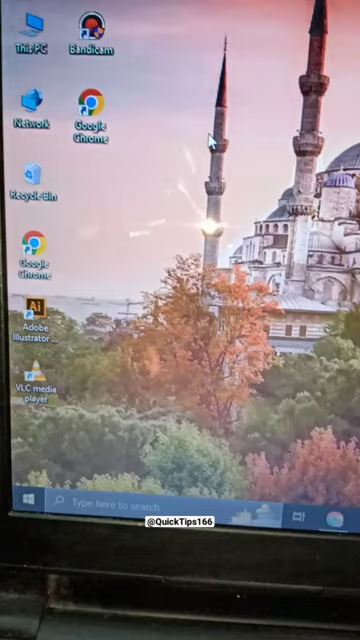 This PC
Bandicam
Network
Google
Chrome
Recycle Bin
Google
Chrome
Ai
Adobe
Illustrator ...
VLC media
player
Type here to search
@QuickTips166